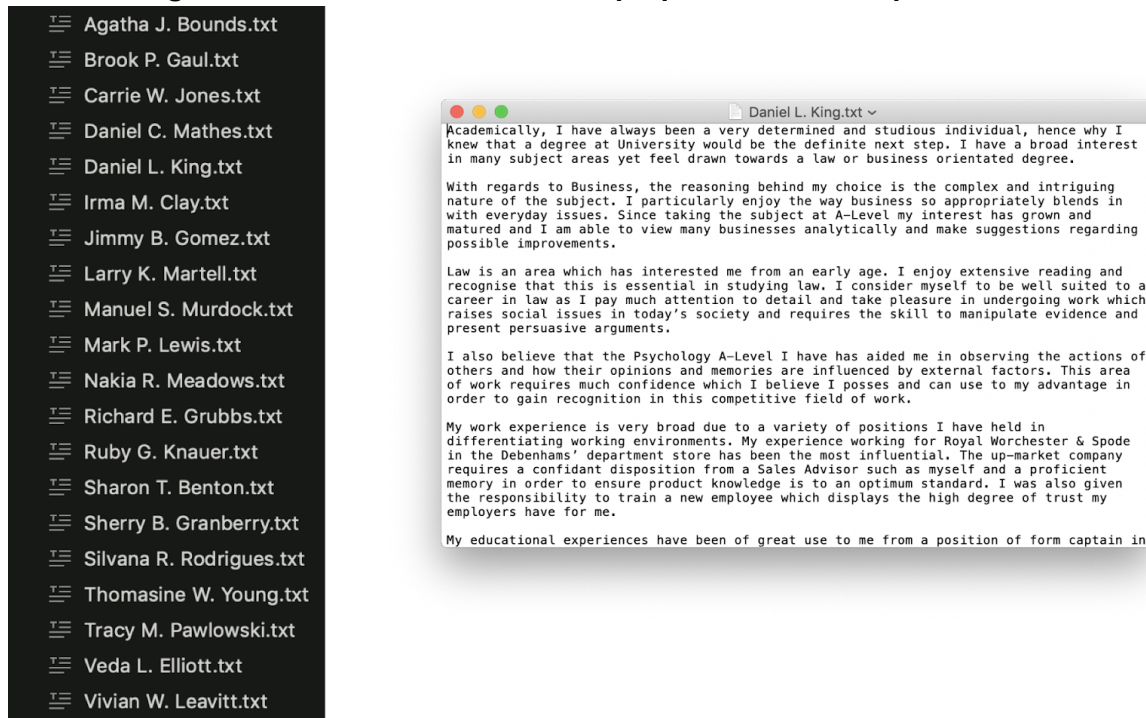 Agatha J. Bounds.txt
Brook P. Gaul.txt
Carrie W. Jones.txt
Daniel C. Mathes.txt
Daniel L. King.txt
Irma M. Clay.txt
Jimmy B. Gomez.txt
Larry K. Martell.txt
Manuel S. Murdock.txt
Mark P. Lewis.txt
Nakia R. Meadows.txt
Richard E. Grubbs.txt
Ruby G. Knauer.txt
Sharon T. Benton.txt
Sherry B. Granberry.txt
Silvana R. Rodrigues.txt
Thomasine W. Young.txt
Tracy M. Pawlowski.txt
Veda L. Elliott.txt
Vivian W. Leavitt.txt
Daniel L. King.txt
Academically, I have always been a very determined and studious individual, hence why I
knew that a degree at University would be the definite next step. I have a broad interest
in many subject areas yet feel drawn towards a law or business orientated degree.
With regards to Business, the reasoning behind my choice is the complex and intriguing
nature of the subject. I particularly enjoy the way business so appropriately blends in
with everyday issues. Since taking the subject at A-Level my interest has grown and
matured and I am able to view many businesses analytically and make suggestions regarding
possible improvements.
Law is an area which has interested me from an early age. I enjoy extensive reading and
recognise that this is essential in studying law. I consider myself to be well suited to a
career in law as I pay much attention to detail and take pleasure in undergoing work which
raises social issues in today's society and requires the skill to manipulate evidence and
present persuasive arguments.
I also believe that the Psychology A-Level I have has aided me in observing the actions of
others and how their opinions and memories are influenced by external factors. This area
of work requires much confidence which I believe I posses and can use to my advantage in
order to gain recognition in this competitive field of work.
My work experience is very broad due to a variety of positions I have held in
differentiating working environments. My experience working for Royal Worchester & Spode
in the Debenhams' department store has been the most influential. The up-market company
requires a confidant disposition from a Sales Advisor such as myself and a proficient
memory in order to ensure product knowledge is to an optimum standard. I was also given
the responsibility to train a new employee which displays the high degree of trust my
employers have for me.
My educational experiences have been of great use to me from a position of form captain in